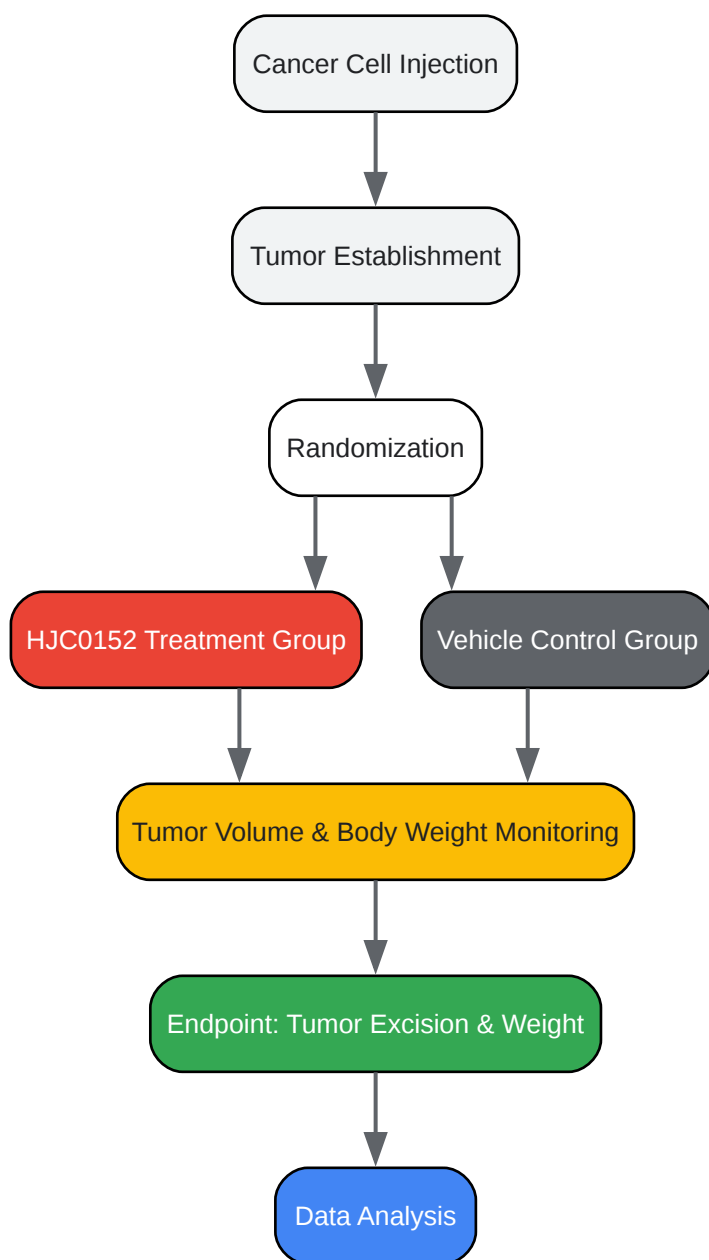 Cancer Cell Injection
Tumor Establishment
Randomization
HJC0152 Treatment Group
Vehicle Control Group
Tumor Volume & Body Weight Monitoring
Endpoint: Tumor Excision & Weight
Data Analysis